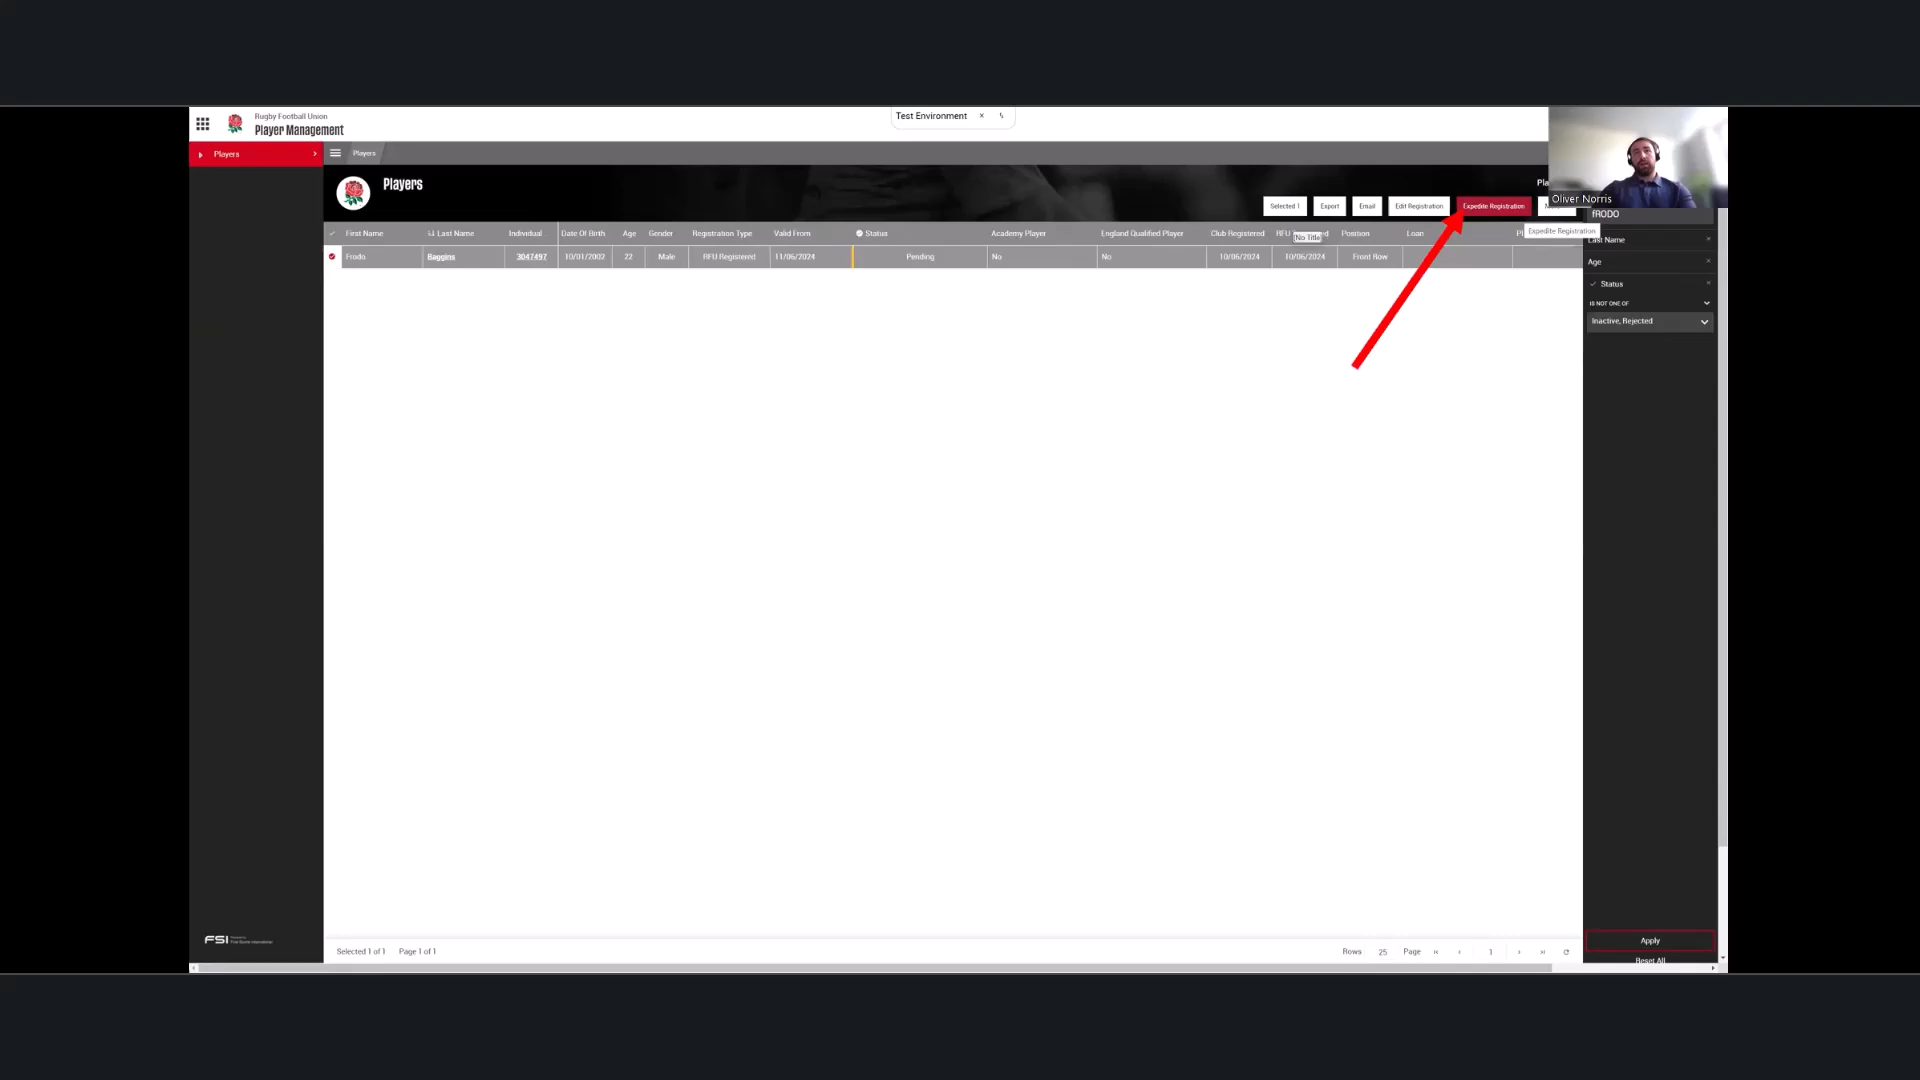 Rugby Football Union
Player Management
Test Environment
Players
Players
Players
Oliver Norris
Selected 1
Export
Email
Edit Registration
Expedite Registration
Expedite Registration
No Title
First Name
Last Name
Individual
Date Of Birth
Age
Gender
Registration Type
Valid From
Status
Academy Player
England Qualified Player
Club Registered
Position
Loan
Frodo
Baggins
3047497
10/01/2002
22
Male
RFU Registered
11/06/2024
Pending
No
No
10/06/2024
10/06/2024
Front Row
fRODO
Last Name
Age
Status
IS NOT ONE OF
Inactive, Rejected
FSI
Selected 1 of 1
Page 1 of 1
Rows
25
Page
1
Apply
Reset All